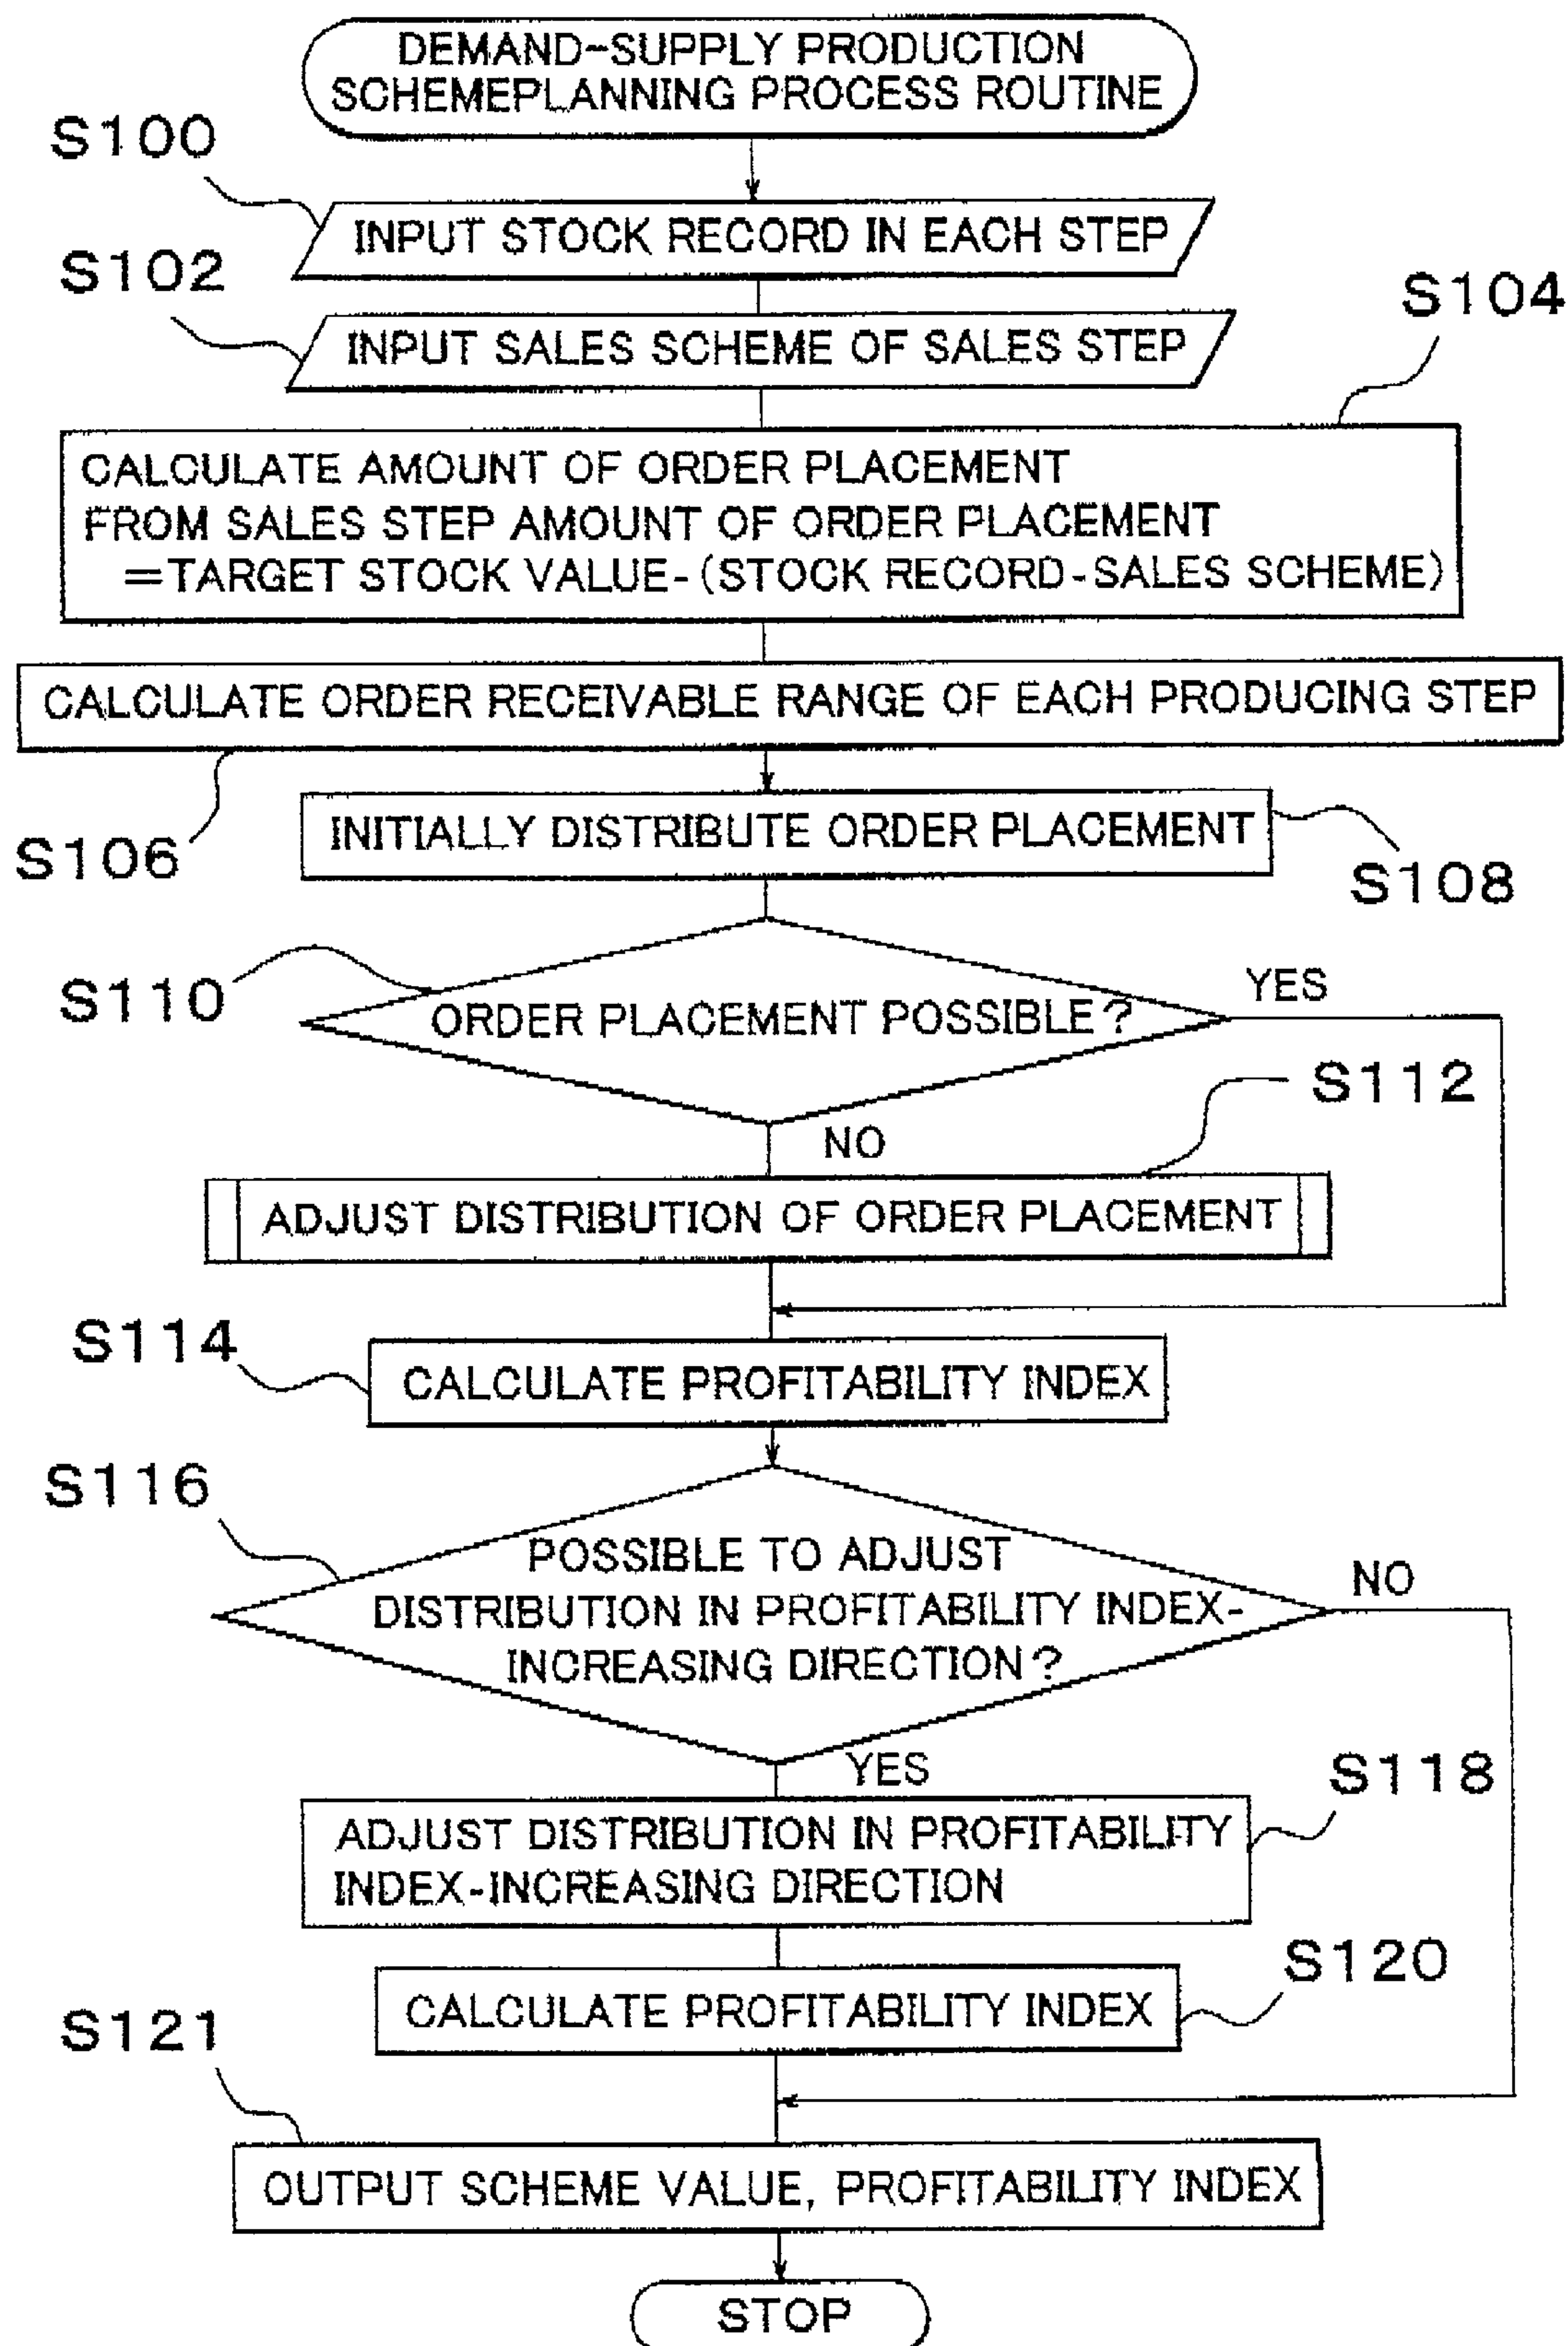 DEMAND-SUPPLY PRODUCTION
SCHEMEPLANNING PROCESS ROUTINE
S100
INPUT STOCK RECORD IN EACH STEP
S102
INPUT SALES SCHEME OF SALES STEP
S104
CALCULATE AMOUNT OF ORDER PLACEMENT
FROM SALES STEP AMOUNT OF ORDER PLACEMENT
=TARGET STOCK VALUE-(STOCK RECORD-SALES SCHEME)
CALCULATE ORDER RECEIVABLE RANGE OF EACH PRODUCING STEP
S106
INITIALLY DISTRIBUTE ORDER PLACEMENT
S108
S110
ORDER PLACEMENT POSSIBLE?
YES
S112
NO
ADJUST DISTRIBUTION OF ORDER PLACEMENT
S114
CALCULATE PROFITABILITY INDEX
S116
POSSIBLE TO ADJUST
DISTRIBUTION IN PROFITABILITY INDEX-
INCREASING DIRECTION?
NO
YES
S118
ADJUST DISTRIBUTION IN PROFITABILITY
INDEX-INCREASING DIRECTION
S120
CALCULATE PROFITABILITY INDEX
S121
OUTPUT SCHEME VALUE, PROFITABILITY INDEX
STOP